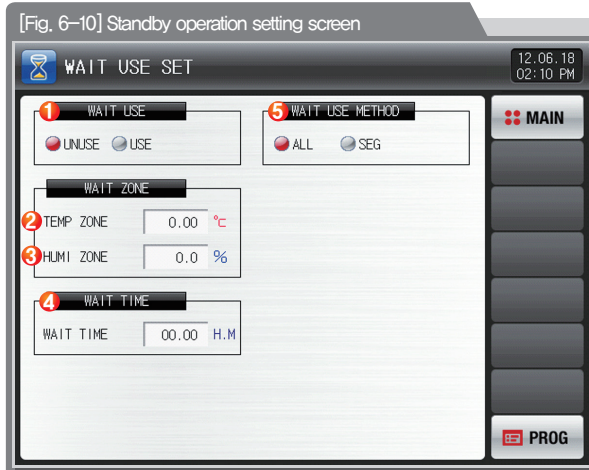 [Fig. 6-10] Standby operation setting screen
WAIT USE SET
12.06.18
02:10 PM
1 WAIT USE
UNUSE USE
5 WAIT USE METHOD
ALL SEG
MAIN
WAIT ZONE
2 TEMP ZONE 0.00 ℃
3 HUMI ZONE 0.0 %
4 WAIT TIME
WAIT TIME 00.00 H.M
PROG